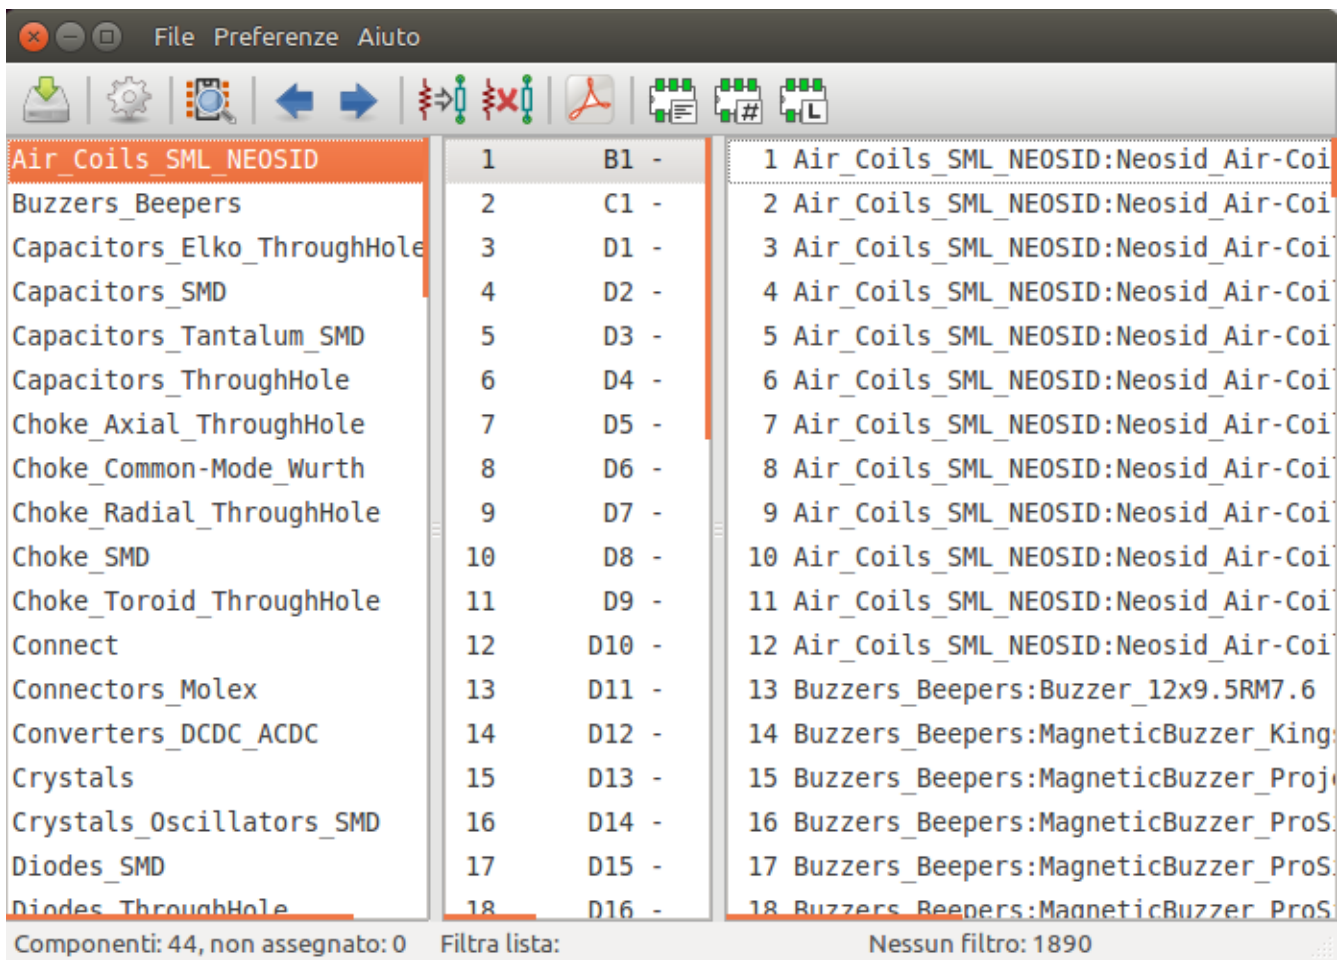 File Preferenze Aiuto
Air_Coils_SML_NEOSID
Buzzers_Beepers
Capacitors_Elko_ThroughHole
Capacitors_SMD
Capacitors_Tantalum_SMD
Capacitors_ThroughHole
Choke_Axial_ThroughHole
Choke_Common-Mode_Wurth
Choke_Radial_ThroughHole
Choke_SMD
Choke_Toroid_ThroughHole
Connect
Connectors_Molex
Converters_DCDC_ACDC
Crystals
Crystals_Oscillators_SMD
Diodes_SMD
Diodes_ThroughHole
1 B1 -
2 C1 -
3 D1 -
4 D2 -
5 D3 -
6 D4 -
7 D5 -
8 D6 -
9 D7 -
10 D8 -
11 D9 -
12 D10 -
13 D11 -
14 D12 -
15 D13 -
16 D14 -
17 D15 -
18 D16 -
1 Air_Coils_SML_NEOSID:Neosid_Air-Coi
2 Air_Coils_SML_NEOSID:Neosid_Air-Coi
3 Air_Coils_SML_NEOSID:Neosid_Air-Coi
4 Air_Coils_SML_NEOSID:Neosid_Air-Coi
5 Air_Coils_SML_NEOSID:Neosid_Air-Coi
6 Air_Coils_SML_NEOSID:Neosid_Air-Coi
7 Air_Coils_SML_NEOSID:Neosid_Air-Coi
8 Air_Coils_SML_NEOSID:Neosid_Air-Coi
9 Air_Coils_SML_NEOSID:Neosid_Air-Coi
10 Air_Coils_SML_NEOSID:Neosid_Air-Coi
11 Air_Coils_SML_NEOSID:Neosid_Air-Coi
12 Air_Coils_SML_NEOSID:Neosid_Air-Coi
13 Buzzers_Beepers:Buzzer_12x9.5RM7.6
14 Buzzers_Beepers:MagneticBuzzer_King
15 Buzzers_Beepers:MagneticBuzzer_Proj
16 Buzzers_Beepers:MagneticBuzzer_ProS
17 Buzzers_Beepers:MagneticBuzzer_ProS
18 Buzzers_Beepers:MagneticBuzzer_ProS
Componenti: 44, non assegnato: 0 Filtra lista: Nessun filtro: 1890